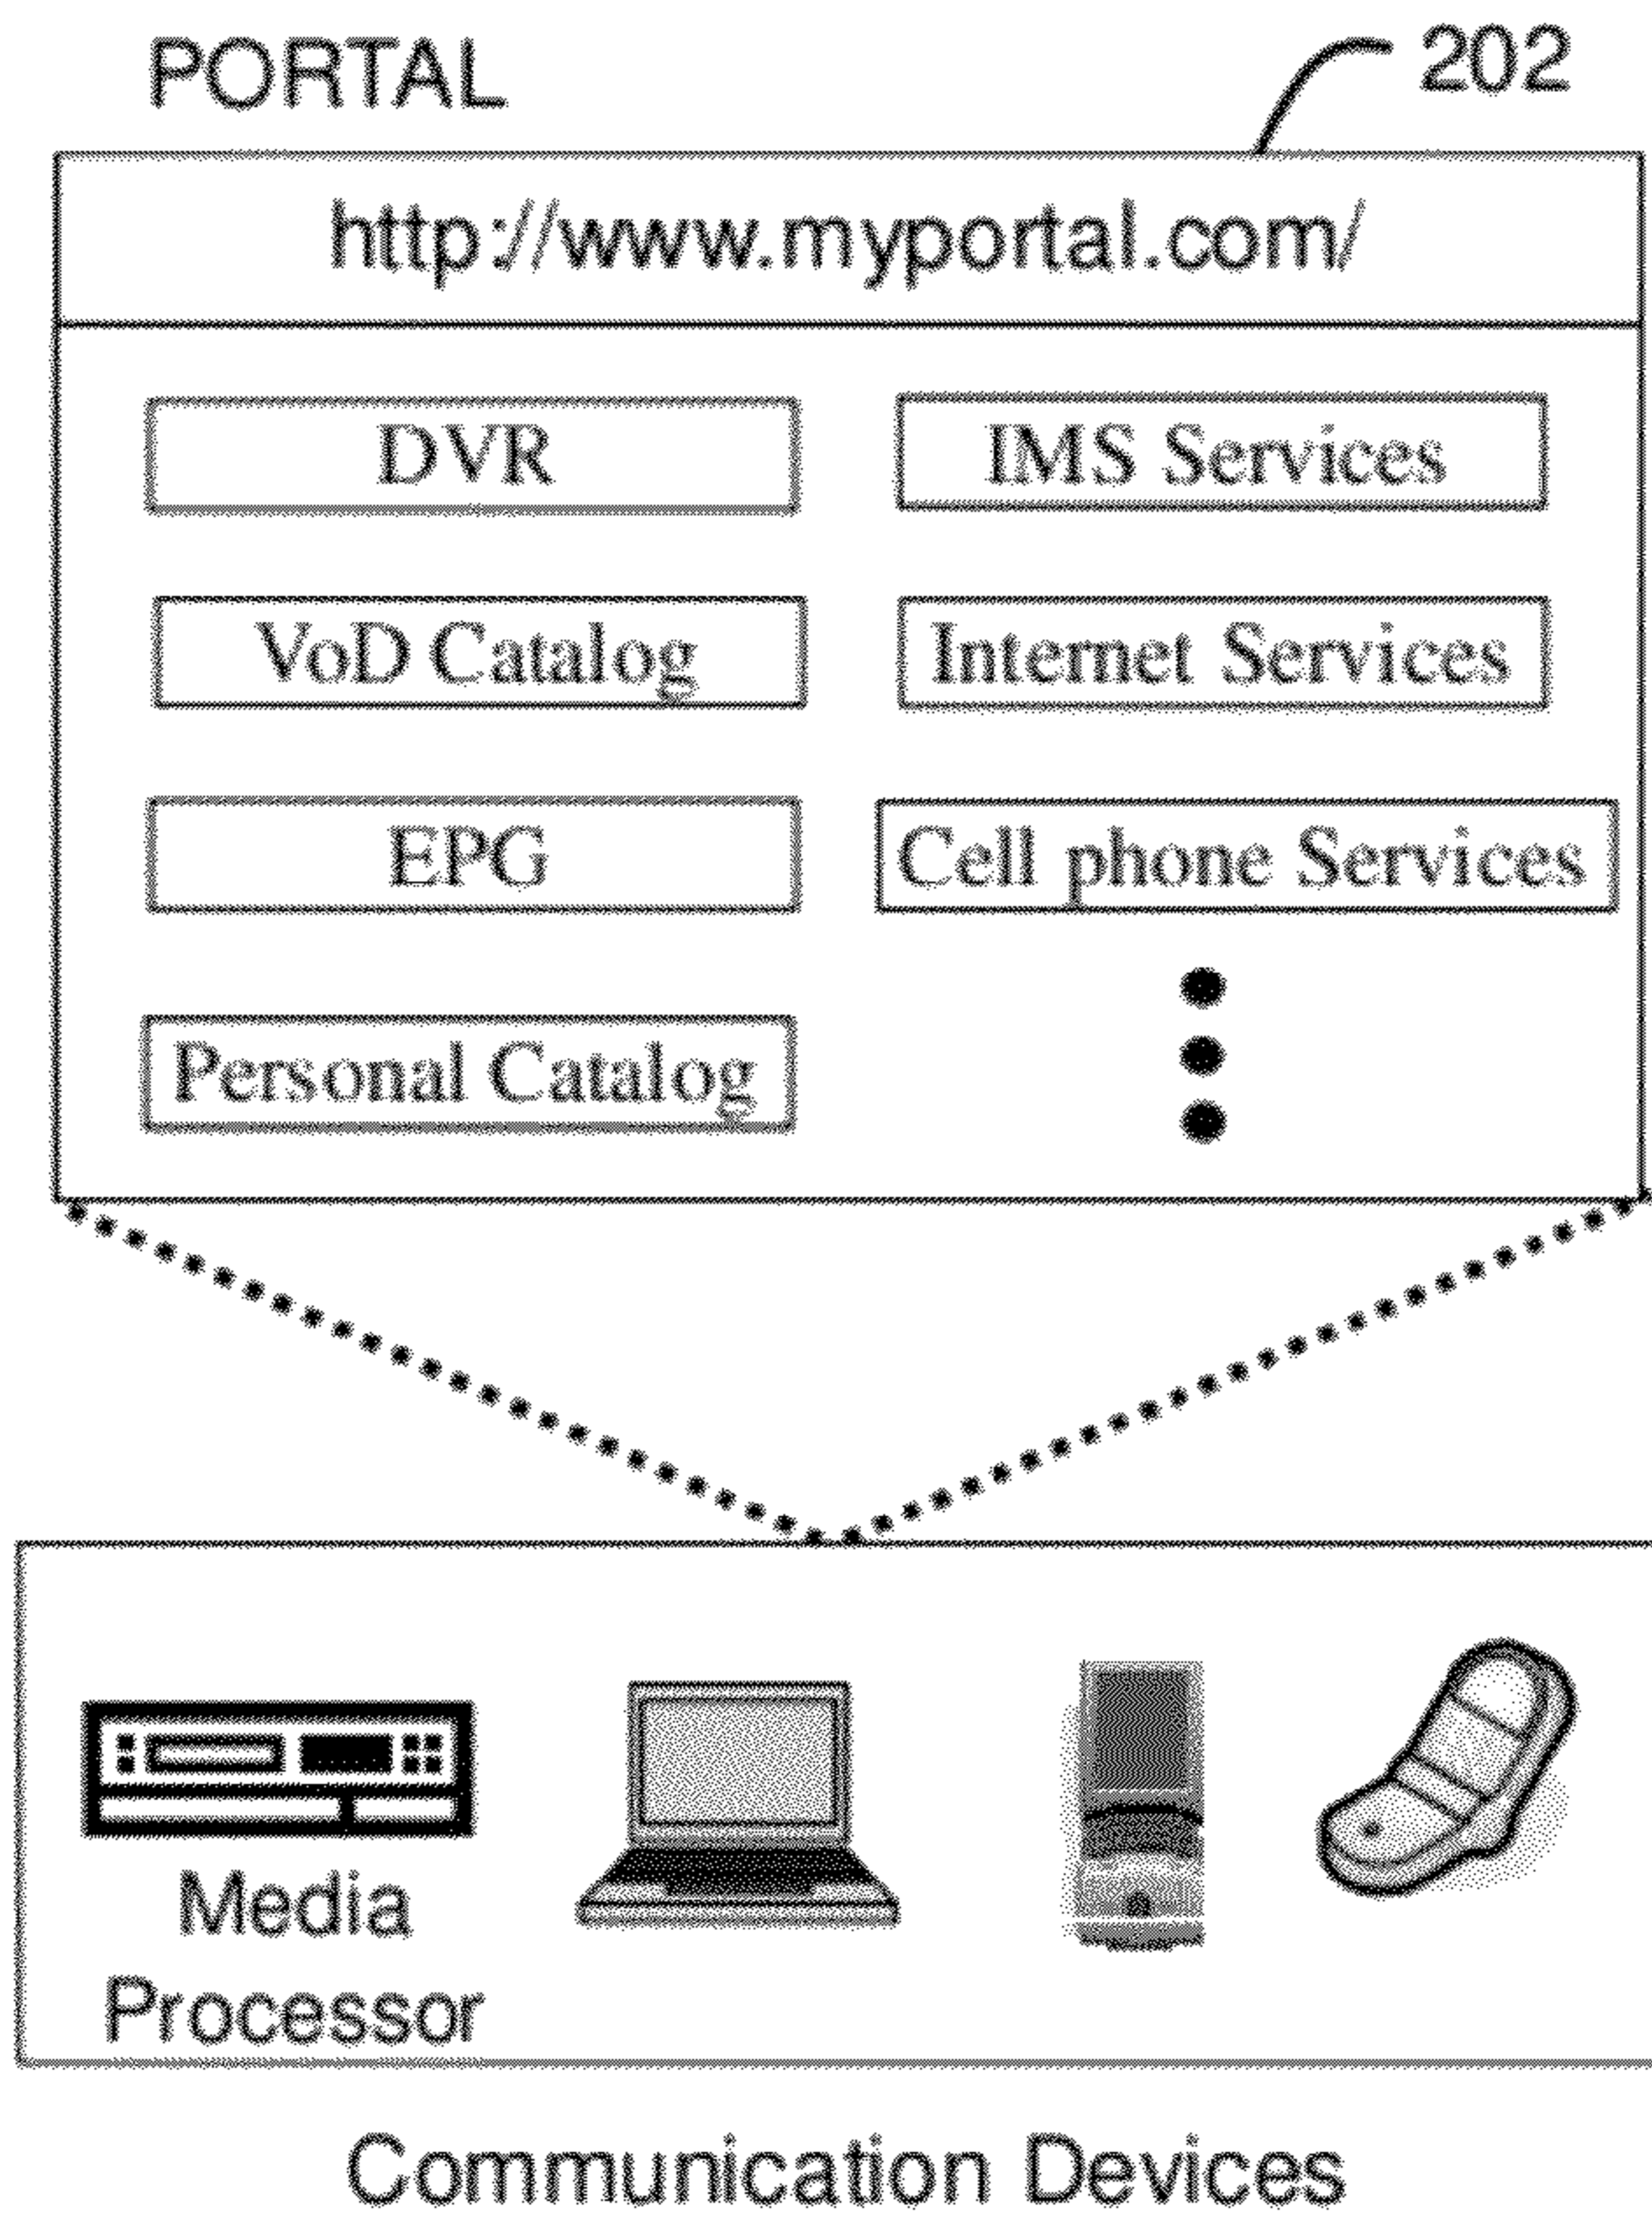 PORTAL
202
http://www.myportal.com/
DVR
IMS Services
VoD Catalog
Internet Services
EPG
Cell phone Services
Personal Catalog
Media
Processor
Communication Devices